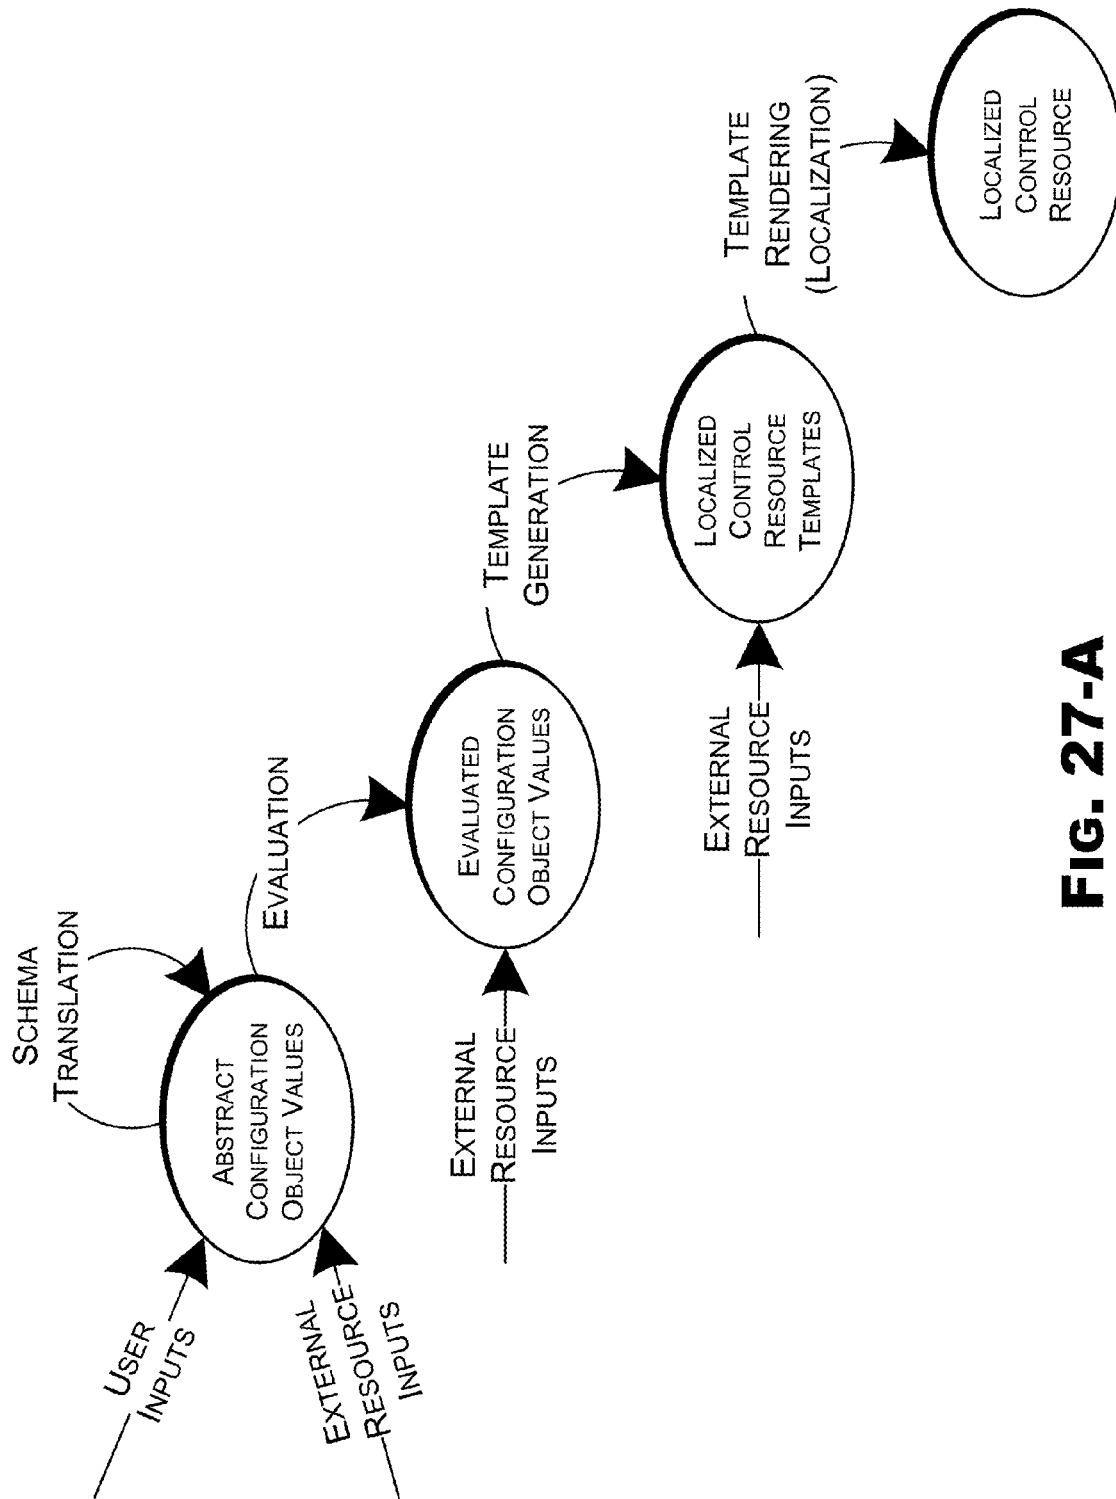 SCHEMA
TRANSLATION
USER
INPUTS
EXTERNAL
RESOURCE
INPUTS
ABSTRACT
CONFIGURATION
OBJECT VALUES
EVALUATION
EXTERNAL
RESOURCE
INPUTS
EVALUATED
CONFIGURATION
OBJECT VALUES
TEMPLATE
GENERATION
EXTERNAL
RESOURCE
INPUTS
LOCALIZED
CONTROL
RESOURCE
TEMPLATES
TEMPLATE
RENDERING
(LOCALIZATION)
LOCALIZED
CONTROL
RESOURCE
FIG. 27-A